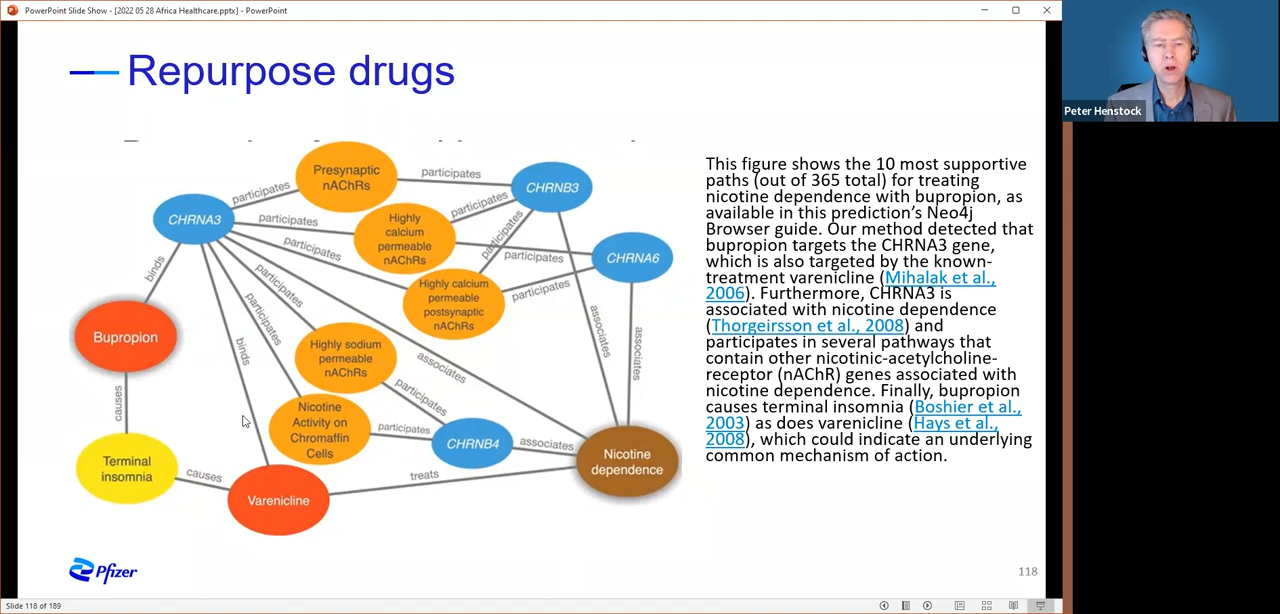 PowerPoint Slide Show - [2022 05 28 Africa Healthcare.pptx] - PowerPoint
Peter Henstock
Repurpose drugs
Presynaptic
nAChRs
participates
participates
CHRNB3
CHRNA3
participates
Highly
calcium
permeable
nAChRs
participates
participates
participates
participates
CHRNA6
participates
Highly calcium
permeable
postsynaptic
nAChRs
binds
participates
participates
Bupropion
Highly sodium
permeable
nAChRs
binds
associates
associates
associates
participates
causes
Nicotine
Activity on
Chromaffin
Cells
participates
CHRNB4
associates
Nicotine
dependence
Terminal
insomnia
causes
Varenicline
treats
This figure shows the 10 most supportive
paths (out of 365 total) for treating
nicotine dependence with bupropion, as
available in this prediction's Neo4j
Browser guide. Our method detected that
bupropion targets the CHRNA3 gene,
which is also targeted by the known-
treatment varenicline (Mihalak et al.,
2006). Furthermore, CHRNA3 is
associated with nicotine dependence
(Thorgeirsson et al., 2008) and
participates in several pathways that
contain other nicotinic-acetylcholine-
receptor (nAChR) genes associated with
nicotine dependence. Finally, bupropion
causes terminal insomnia (Boshier et al.,
2003) as does varenicline (Hays et al.,
2008), which could indicate an underlying
common mechanism of action.
Pfizer
118
Slide 118 of 189